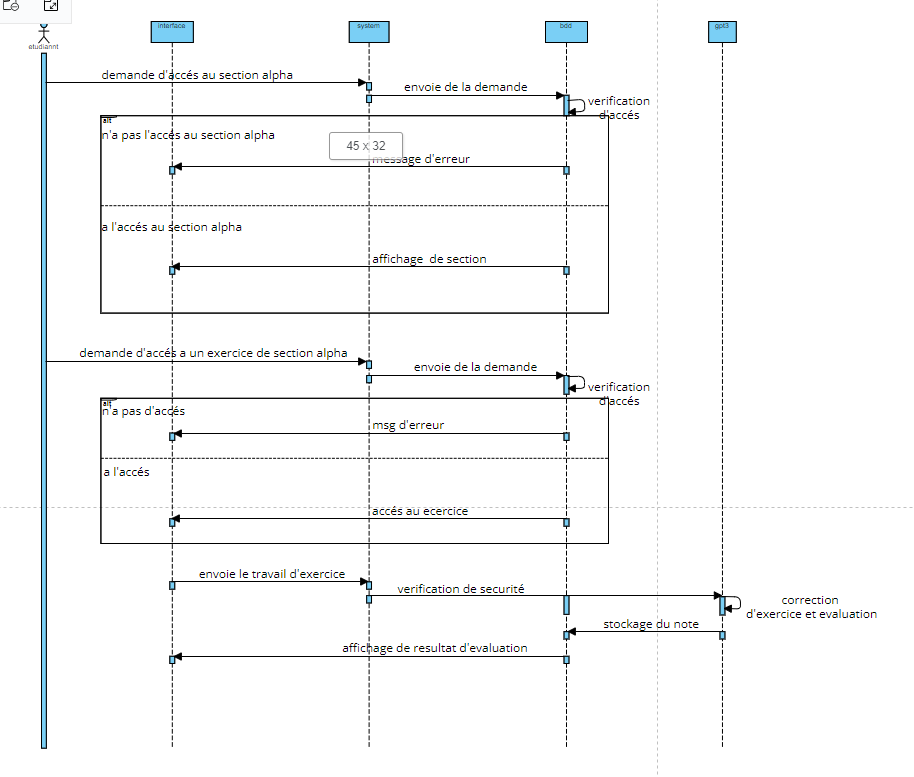 interface
system
bdd
gpt3
etudiannt
demande d'accés au section alpha
envoie de la demande
verification
d'accés
alt
n'a pas l'accés au section alpha
45 x 32
message d'erreur
a l'accés au section alpha
affichage de section
demande d'accés a un exercice de section alpha
envoie de la demande
verification
d'accés
alt
n'a pas d'accés
msg d'erreur
a l'accés
accés au ecercice
envoie le travail d'exercice
verification de securité
correction
d'exercice et evaluation
stockage du note
affichage de resultat d'evaluation